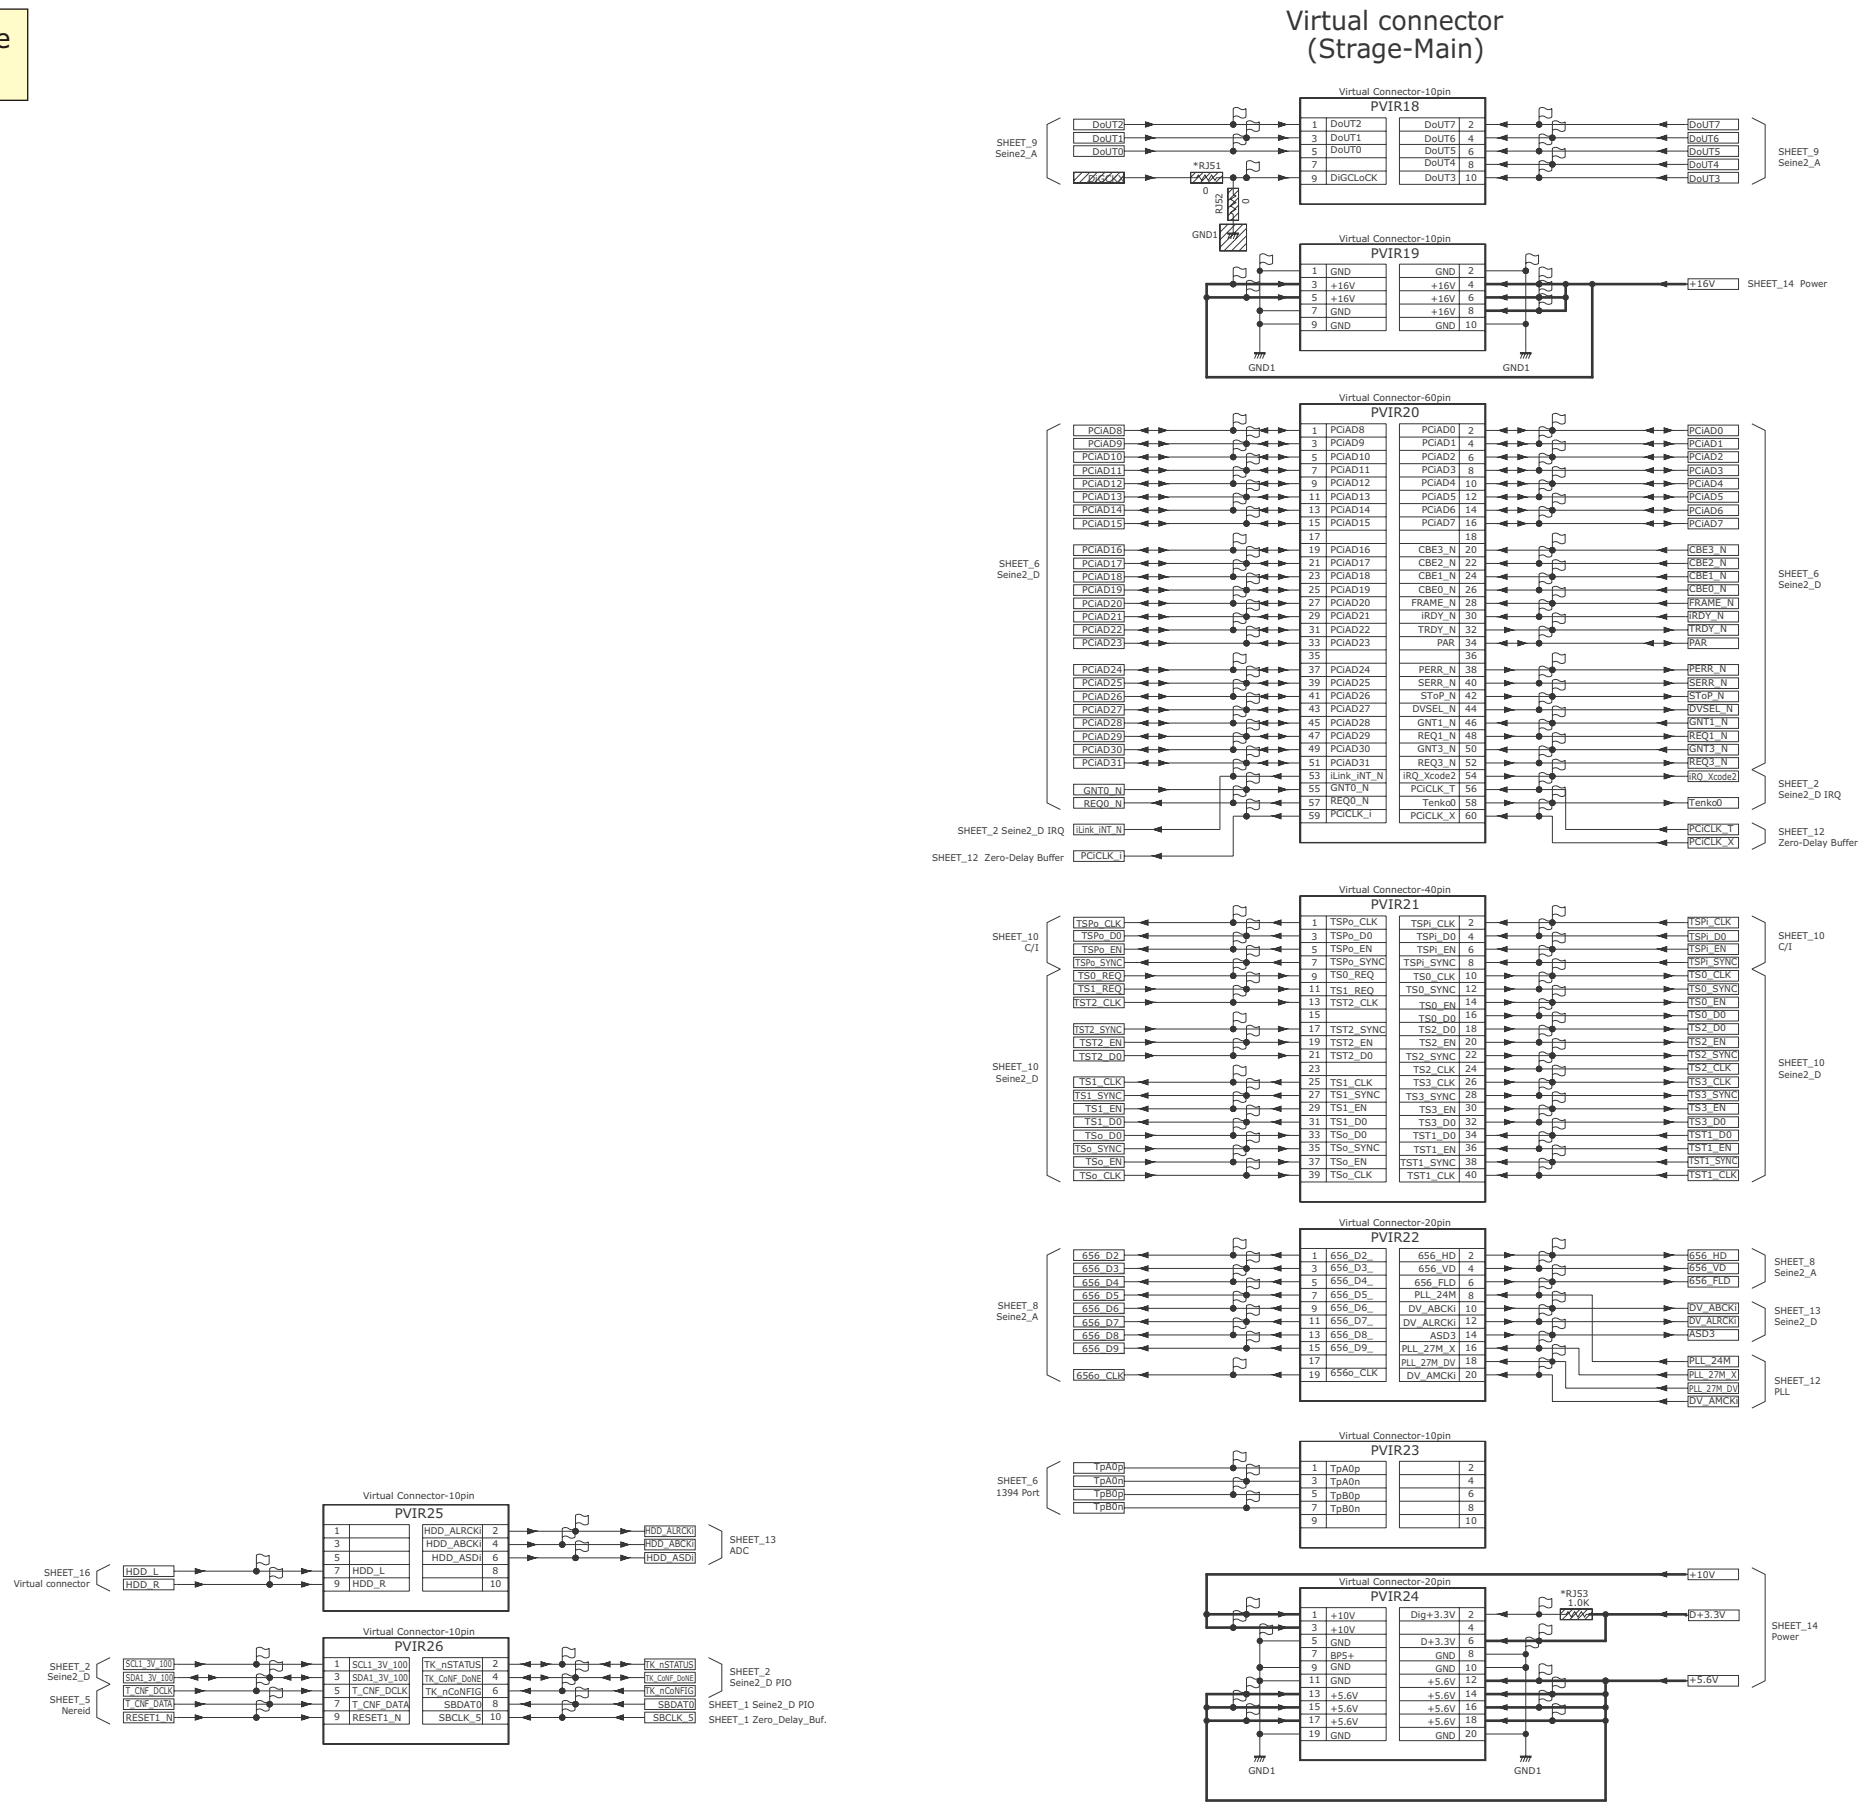 e
Virtual connector
(Strage-Main)
Virtual Connector-10pin
PVIR18
SHEET_9
Seine2_A
DoUT2 1 DoUT2 DoUT7 2 DoUT7
DoUT1 3 DoUT1 DoUT6 4 DoUT6
DoUT0 5 DoUT0 DoUT5 6 DoUT5
7 DoUT4 8 DoUT4
9 DiGCLoCK DoUT3 10 DoUT3
SHEET_9
Seine2_A
*RJ51
0
RJ52
0
GND1
Virtual Connector-10pin
PVIR19
1 GND GND 2
3 +16V +16V 4 +16V SHEET_14 Power
5 +16V +16V 6
7 GND +16V 8
9 GND GND 10
GND1 GND1
Virtual Connector-60pin
PVIR20
PCiAD8 1 PCiAD8 PCiAD0 2 PCiAD0
PCiAD9 3 PCiAD9 PCiAD1 4 PCiAD1
PCiAD10 5 PCiAD10 PCiAD2 6 PCiAD2
PCiAD11 7 PCiAD11 PCiAD3 8 PCiAD3
PCiAD12 9 PCiAD12 PCiAD4 10 PCiAD4
PCiAD13 11 PCiAD13 PCiAD5 12 PCiAD5
PCiAD14 13 PCiAD14 PCiAD6 14 PCiAD6
PCiAD15 15 PCiAD15 PCiAD7 16 PCiAD7
17 18
PCiAD16 19 PCiAD16 CBE3_N 20 CBE3_N
PCiAD17 21 PCiAD17 CBE2_N 22 CBE2_N
PCiAD18 23 PCiAD18 CBE1_N 24 CBE1_N
PCiAD19 25 PCiAD19 CBE0_N 26 CBE0_N
PCiAD20 27 PCiAD20 FRAME_N 28 FRAME_N
PCiAD21 29 PCiAD21 iRDY_N 30 iRDY_N
PCiAD22 31 PCiAD22 TRDY_N 32 TRDY_N
PCiAD23 33 PCiAD23 PAR 34 PAR
35 36
PCiAD24 37 PCiAD24 PERR_N 38 PERR_N
PCiAD25 39 PCiAD25 SERR_N 40 SERR_N
PCiAD26 41 PCiAD26 SToP_N 42 SToP_N
PCiAD27 43 PCiAD27 DVSEL_N 44 DVSEL_N
PCiAD28 45 PCiAD28 GNT1_N 46 GNT1_N
PCiAD29 47 PCiAD29 REQ1_N 48 REQ1_N
PCiAD30 49 PCiAD30 GNT3_N 50 GNT3_N
PCiAD31 51 PCiAD31 REQ3_N 52 REQ3_N
53 iLink_iNT_N iRQ_Xcode2 54 iRQ_Xcode2
GNT0_N 55 GNT0_N PCiCLK_T 56
REQ0_N 57 REQ0_N Tenko0 58 Tenko0
59 PCiCLK_i PCiCLK_X 60
SHEET_6
Seine2_D
SHEET_6
Seine2_D
SHEET_2
Seine2_D IRQ
SHEET_2 Seine2_D IRQ iLink_iNT_N
SHEET_12 Zero-Delay Buffer PCiCLK_i
PCiCLK_T
PCiCLK_X
SHEET_12
Zero-Delay Buffer
Virtual Connector-40pin
PVIR21
TSPo_CLK 1 TSPo_CLK TSPi_CLK 2 TSPi_CLK
TSPo_D0 3 TSPo_D0 TSPi_D0 4 TSPi_D0
TSPo_EN 5 TSPo_EN TSPi_EN 6 TSPi_EN
TSPo_SYNC 7 TSPo_SYNC TSPi_SYNC 8 TSPi_SYNC
TS0_REQ 9 TS0_REQ TS0_CLK 10 TS0_CLK
TS1_REQ 11 TS1_REQ TS0_SYNC 12 TS0_SYNC
TST2_CLK 13 TST2_CLK TS0_EN 14 TS0_EN
15 TS0_D0 16 TS0_D0
TST2_SYNC 17 TST2_SYNC TS2_D0 18 TS2_D0
TST2_EN 19 TST2_EN TS2_EN 20 TS2_EN
TST2_D0 21 TST2_D0 TS2_SYNC 22 TS2_SYNC
23 TS2_CLK 24 TS2_CLK
TS1_CLK 25 TS1_CLK TS3_CLK 26 TS3_CLK
TS1_SYNC 27 TS1_SYNC TS3_SYNC 28 TS3_SYNC
TS1_EN 29 TS1_EN TS3_EN 30 TS3_EN
TS1_D0 31 TS1_D0 TS3_D0 32 TS3_D0
TSo_D0 33 TSo_D0 TST1_D0 34 TST1_D0
TSo_SYNC 35 TSo_SYNC TST1_EN 36 TST1_EN
TSo_EN 37 TSo_EN TST1_SYNC 38 TST1_SYNC
TSo_CLK 39 TSo_CLK TST1_CLK 40 TST1_CLK
SHEET_10
C/I
SHEET_10
Seine2_D
SHEET_10
C/I
SHEET_10
Seine2_D
Virtual Connector-20pin
PVIR22
656_D2 1 656_D2_ 656_HD 2 656_HD
656_D3 3 656_D3_ 656_VD 4 656_VD
656_D4 5 656_D4_ 656_FLD 6 656_FLD
656_D5 7 656_D5_ PLL_24M 8
656_D6 9 656_D6_ DV_ABCKi 10 DV_ABCKi
656_D7 11 656_D7_ DV_ALRCKi 12 DV_ALRCKi
656_D8 13 656_D8_ ASD3 14 ASD3
656_D9 15 656_D9_ PLL_27M_X 16
17 PLL_27M_DV 18
656o_CLK 19 656o_CLK DV_AMCKi 20
PLL_24M
PLL_27M_X
PLL_27M_DV
DV_AMCKi
SHEET_8
Seine2_A
SHEET_8
Seine2_A
SHEET_13
Seine2_D
SHEET_12
PLL
Virtual Connector-10pin
PVIR23
TpA0p 1 TpA0p 2
TpA0n 3 TpA0n 4
TpB0p 5 TpB0p 6
TpB0n 7 TpB0n 8
9 10
SHEET_6
1394 Port
Virtual Connector-10pin
PVIR25
1 HDD_ALRCKi 2 HDD_ALRCKi
3 HDD_ABCKi 4 HDD_ABCKi
5 HDD_ASDi 6 HDD_ASDi
HDD_L 7 HDD_L 8
HDD_R 9 HDD_R 10
SHEET_16
Virtual connector
SHEET_13
ADC
Virtual Connector-20pin
PVIR24
+10V
*RJ53
1.0K
1 +10V Dig+3.3V 2 D+3.3V
3 +10V 4
5 GND D+3.3V 6
7 BP5+ GND 8
9 GND GND 10
11 GND +5.6V 12 +5.6V
13 +5.6V +5.6V 14
15 +5.6V +5.6V 16
17 +5.6V +5.6V 18
19 GND GND 20
GND1 GND1
SHEET_14
Power
Virtual Connector-10pin
PVIR26
SCL1_3V_100 1 SCL1_3V_100 TK_nSTATUS 2 TK_nSTATUS
SDA1_3V_100 3 SDA1_3V_100 TK_CoNF_DoNE 4 TK_CoNF_DoNE
T_CNF_DCLK 5 T_CNF_DCLK TK_nCoNFIG 6 TK_nCoNFIG
T_CNF_DATA 7 T_CNF_DATA SBDAT0 8 SBDAT0 SHEET_1 Seine2_D PIO
RESET1_N 9 RESET1_N SBCLK_5 10 SBCLK_5 SHEET_1 Zero_Delay_Buf.
SHEET_2
Seine2_D
SHEET_5
Nereid
SHEET_2
Seine2_D PIO